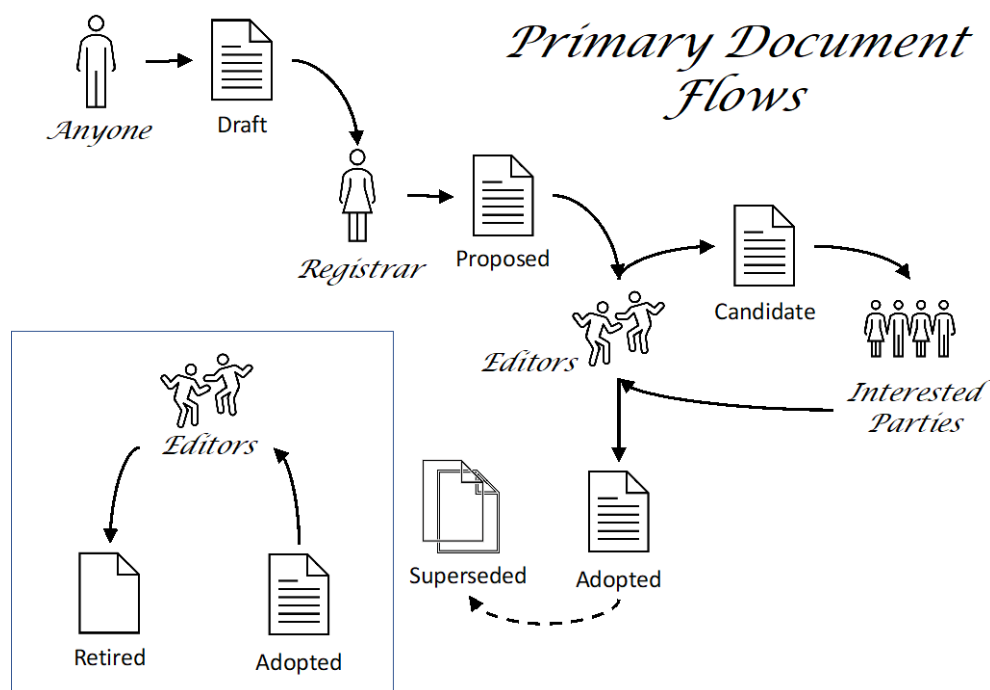 Primary Document
Flows
Anyone
Draft
Registrar
Proposed
Candidate
Editors
Interested
Parties
Superseded
Adopted
Editors
Retired
Adopted